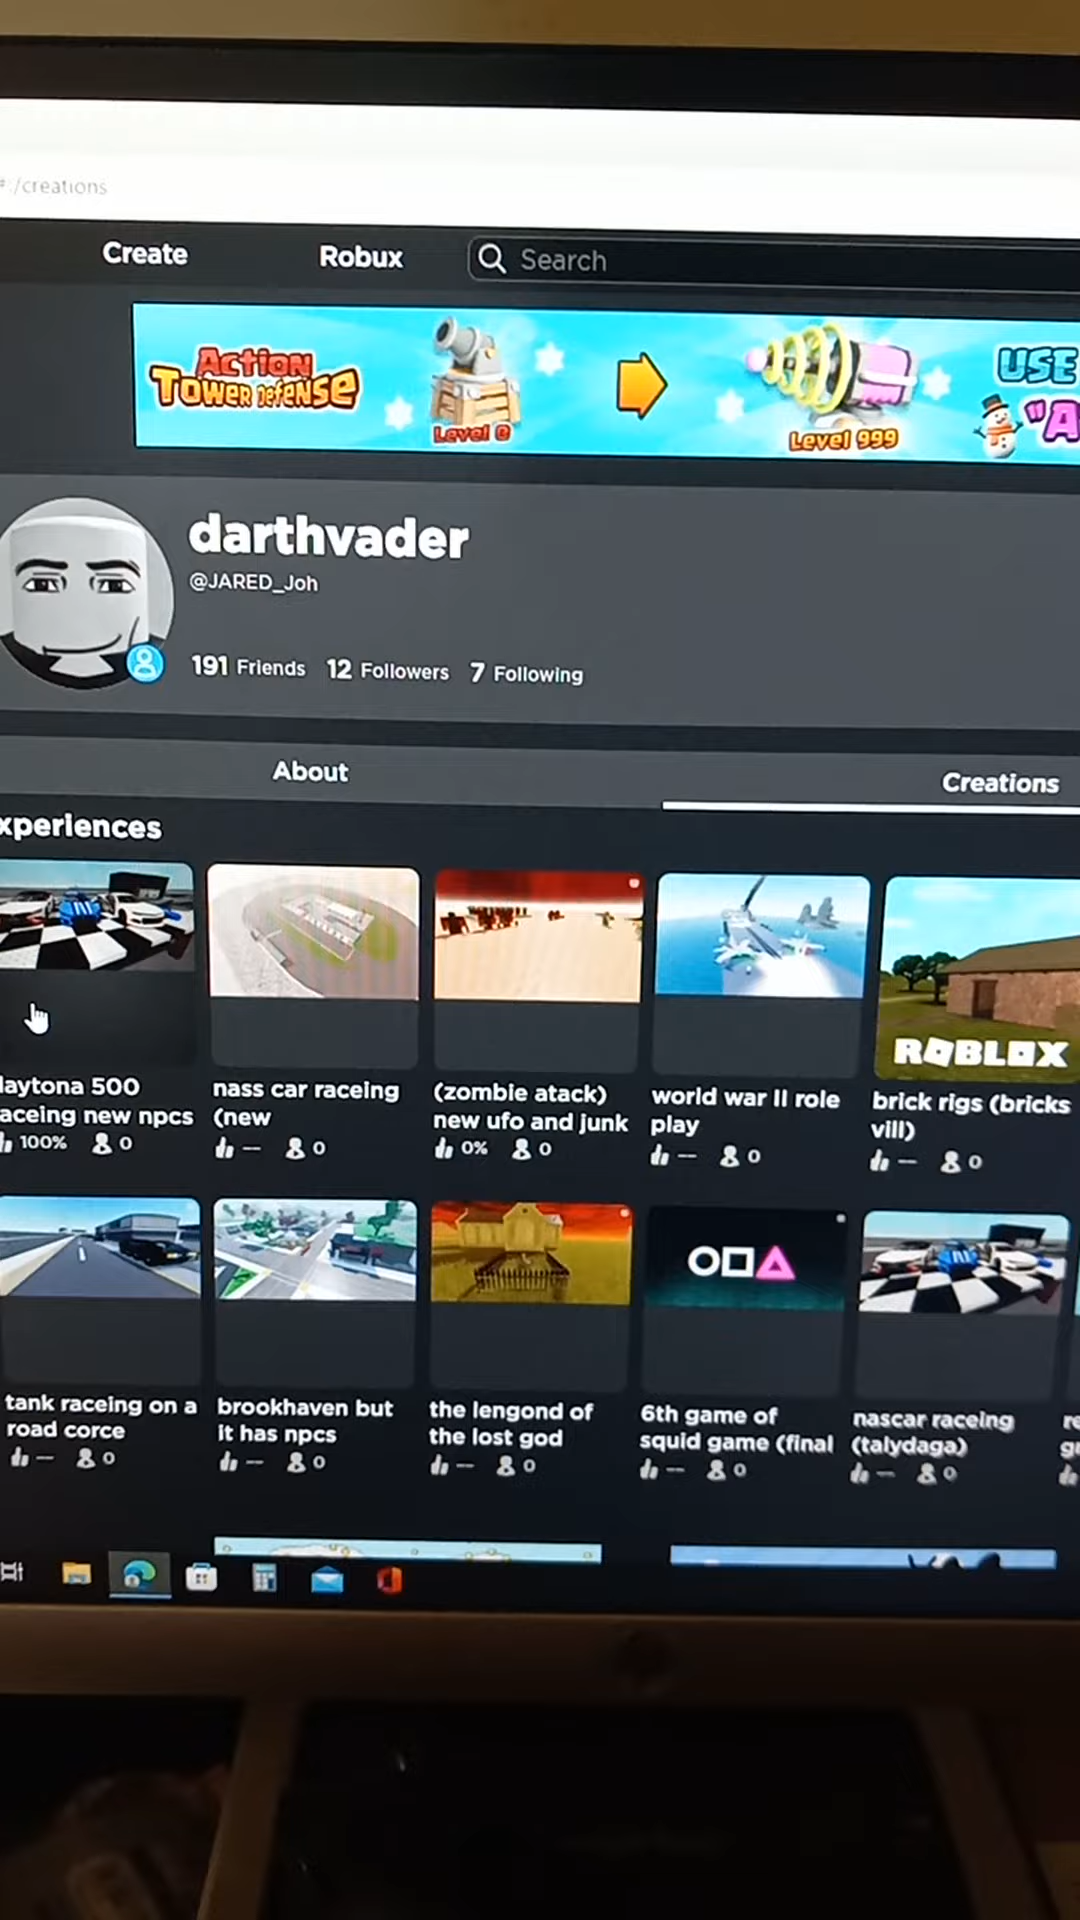 /creations
Create Robux Search
ACTION
TOWER DEFENSE
Level 0
Level 999
USE
"A
darthvader
@JARED_Joh
191 Friends 12 Followers 7 Following
About Creations
xperiences
ROBLOX
laytona 500
aceing new npcs
100% 0
nass car raceing
(new
-- 0
(zombie atack)
new ufo and junk
0% 0
world war II role
play
-- 0
brick rigs (bricks
vill)
-- 0
tank raceing on a
road corce
-- 0
brookhaven but
it has npcs
-- 0
the lengond of
the lost god
-- 0
6th game of
squid game (final
-- 0
nascar raceing
(talydaga)
-- 0